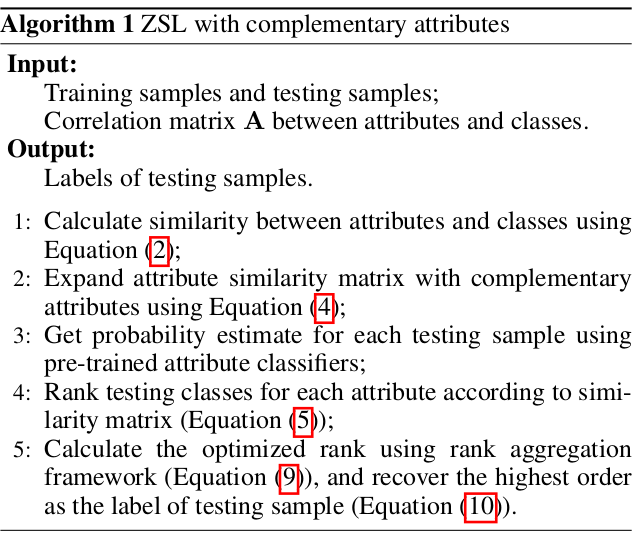 Algorithm 1 ZSL with complementary attributes
Input:
Training samples and testing samples;
Correlation matrix A between attributes and classes.
Output:
Labels of testing samples.
1: Calculate similarity between attributes and classes using
Equation (2);
2: Expand attribute similarity matrix with complementary
attributes using Equation (4);
3: Get probability estimate for each testing sample using
pre-trained attribute classifiers;
4: Rank testing classes for each attribute according to simi-
larity matrix (Equation (5));
5: Calculate the optimized rank using rank aggregation
framework (Equation (9)), and recover the highest order
as the label of testing sample (Equation (10)).